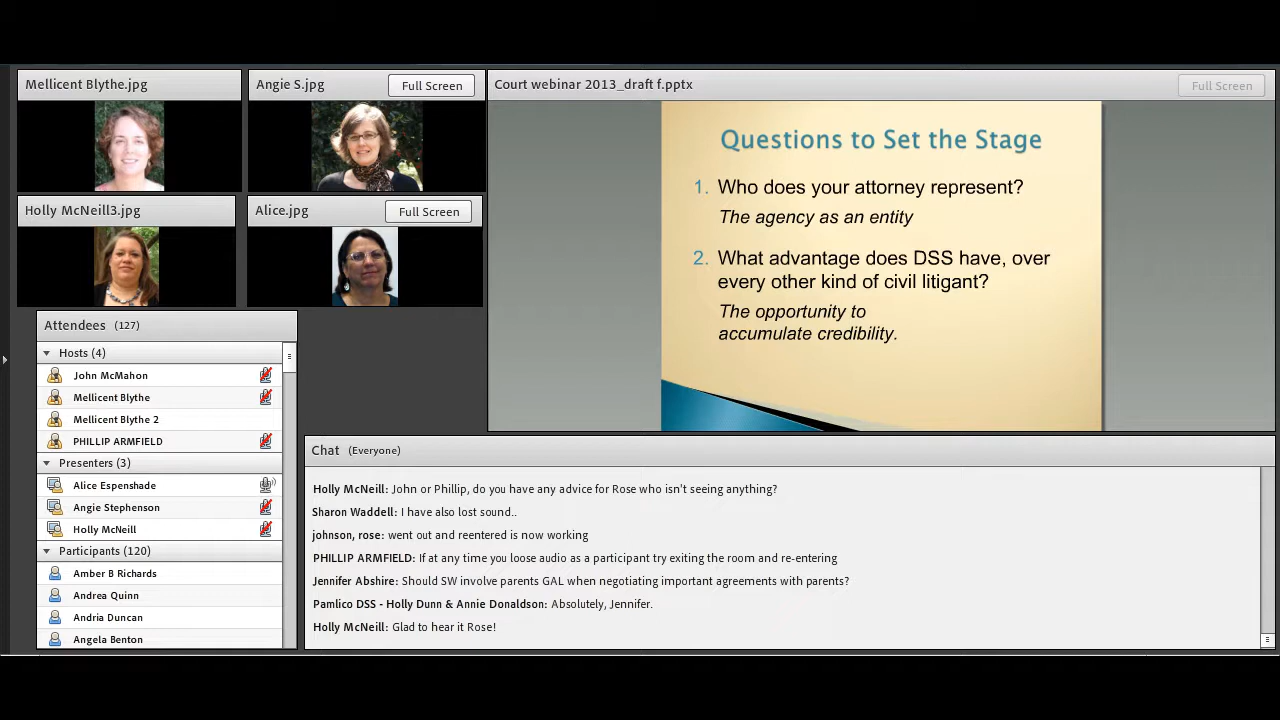 Mellicent Blythe.jpg
Angie S.jpg
Full Screen
Holly McNeill3.jpg
Alice.jpg
Full Screen
Attendees (127)
Hosts (4)
John McMahon
Mellicent Blythe
Mellicent Blythe 2
PHILLIP ARMFIELD
Presenters (3)
Alice Espenshade
Angie Stephenson
Holly McNeill
Participants (120)
Amber B Richards
Andrea Quinn
Andria Duncan
Angela Benton
Court webinar 2013_draft f.pptx
Full Screen
Questions to Set the Stage
1. Who does your attorney represent?
The agency as an entity
2. What advantage does DSS have, over
every other kind of civil litigant?
The opportunity to
accumulate credibility.
Chat (Everyone)
Holly McNeill: John or Phillip, do you have any advice for Rose who isn't seeing anything?
Sharon Waddell: I have also lost sound..
johnson, rose: went out and reentered is now working
PHILLIP ARMFIELD: If at any time you loose audio as a participant try exiting the room and re-entering
Jennifer Abshire: Should SW involve parents GAL when negotiating important agreements with parents?
Pamlico DSS - Holly Dunn & Annie Donaldson: Absolutely, Jennifer.
Holly McNeill: Glad to hear it Rose!